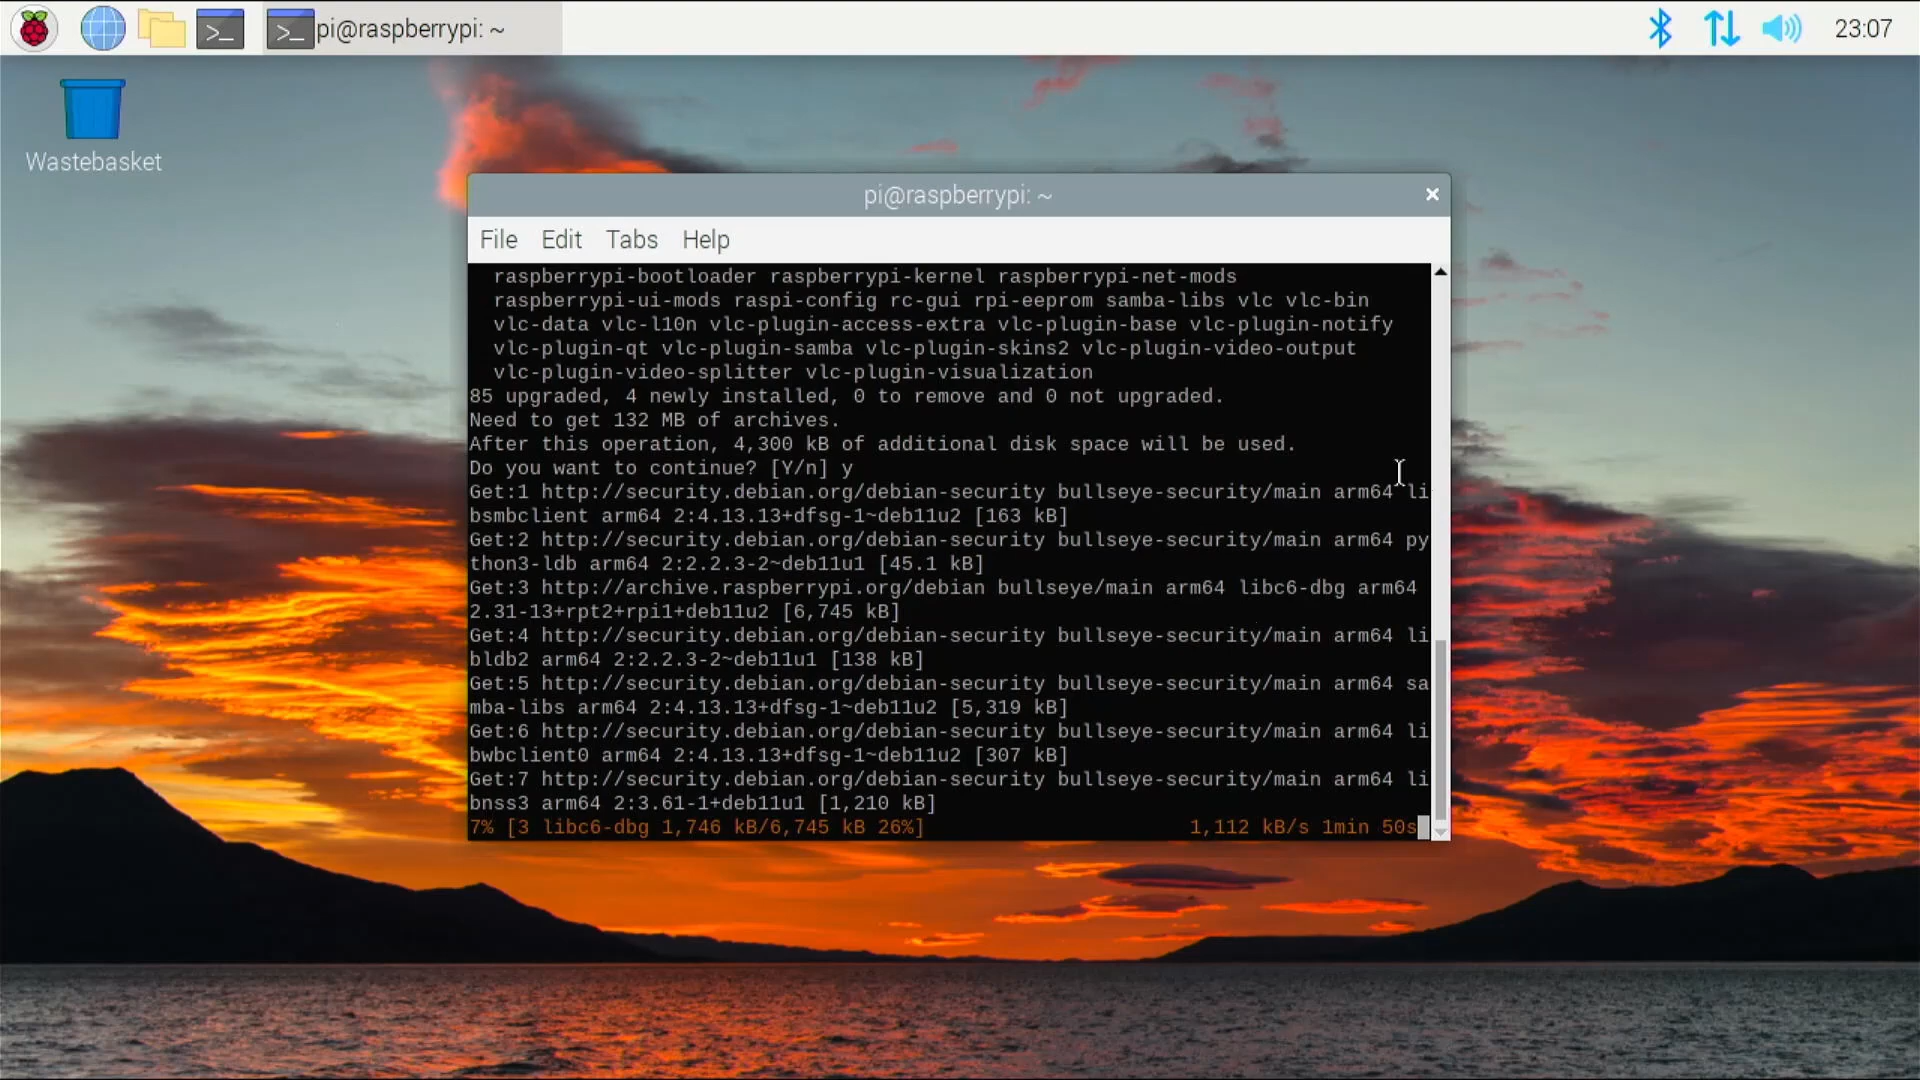 pi@raspberrypi: ~
23:07
Wastebasket
pi@raspberrypi: ~
File Edit Tabs Help
raspberrypi-bootloader raspberrypi-kernel raspberrypi-net-mods
raspberrypi-ui-mods raspi-config rc-gui rpi-eeprom samba-libs vlc vlc-bin
vlc-data vlc-l10n vlc-plugin-access-extra vlc-plugin-base vlc-plugin-notify
vlc-plugin-qt vlc-plugin-samba vlc-plugin-skins2 vlc-plugin-video-output
vlc-plugin-video-splitter vlc-plugin-visualization
85 upgraded, 4 newly installed, 0 to remove and 0 not upgraded.
Need to get 132 MB of archives.
After this operation, 4,300 kB of additional disk space will be used.
Do you want to continue? [Y/n] y
Get:1 http://security.debian.org/debian-security bullseye-security/main arm64 li
bsmbclient arm64 2:4.13.13+dfsg-1~deb11u2 [163 kB]
Get:2 http://security.debian.org/debian-security bullseye-security/main arm64 py
thon3-ldb arm64 2:2.2.3-2~deb11u1 [45.1 kB]
Get:3 http://archive.raspberrypi.org/debian bullseye/main arm64 libc6-dbg arm64
2.31-13+rpt2+rpi1+deb11u2 [6,745 kB]
Get:4 http://security.debian.org/debian-security bullseye-security/main arm64 li
bldb2 arm64 2:2.2.3-2~deb11u1 [138 kB]
Get:5 http://security.debian.org/debian-security bullseye-security/main arm64 sa
mba-libs arm64 2:4.13.13+dfsg-1~deb11u2 [5,319 kB]
Get:6 http://security.debian.org/debian-security bullseye-security/main arm64 li
bwbclient0 arm64 2:4.13.13+dfsg-1~deb11u2 [307 kB]
Get:7 http://security.debian.org/debian-security bullseye-security/main arm64 li
bnss3 arm64 2:3.61-1+deb11u1 [1,210 kB]
7% [3 libc6-dbg 1,746 kB/6,745 kB 26%] 1,112 kB/s 1min 50s